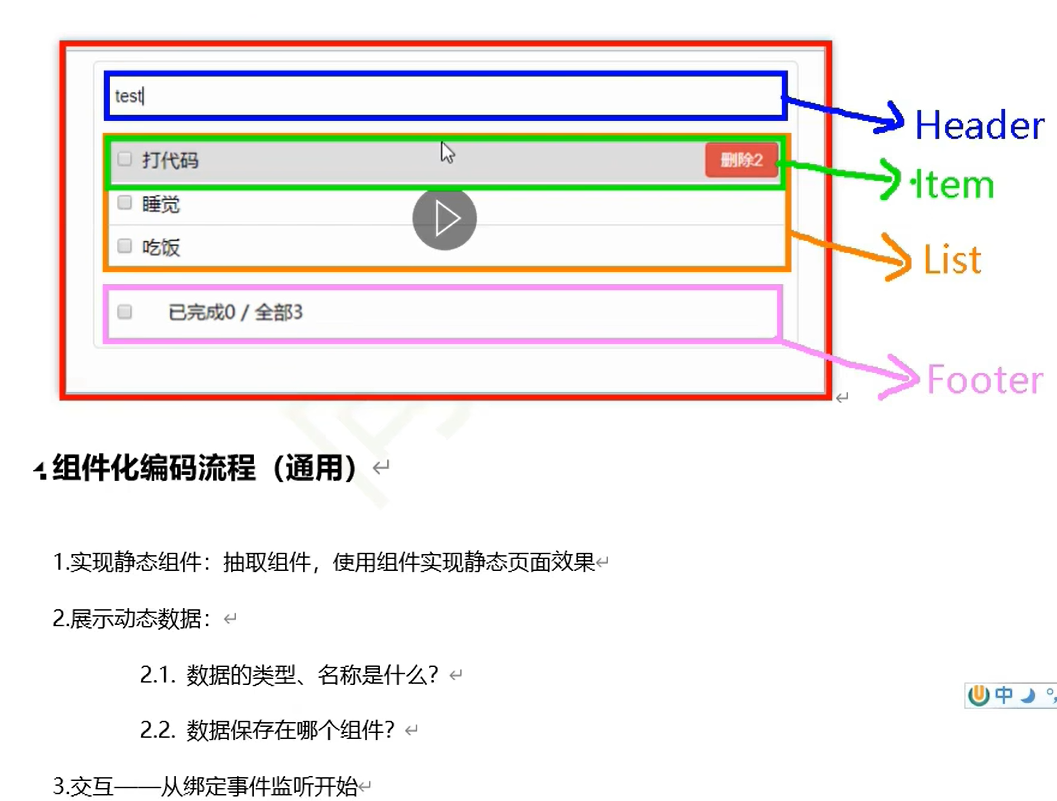 test
Header
打代码 删除2
Item
睡觉
吃饭
List
已完成0 / 全部3
Footer
组件化编码流程（通用）
1.实现静态组件：抽取组件，使用组件实现静态页面效果
2.展示动态数据：
2.1. 数据的类型、名称是什么？
2.2. 数据保存在哪个组件？
中
3.交互——从绑定事件监听开始